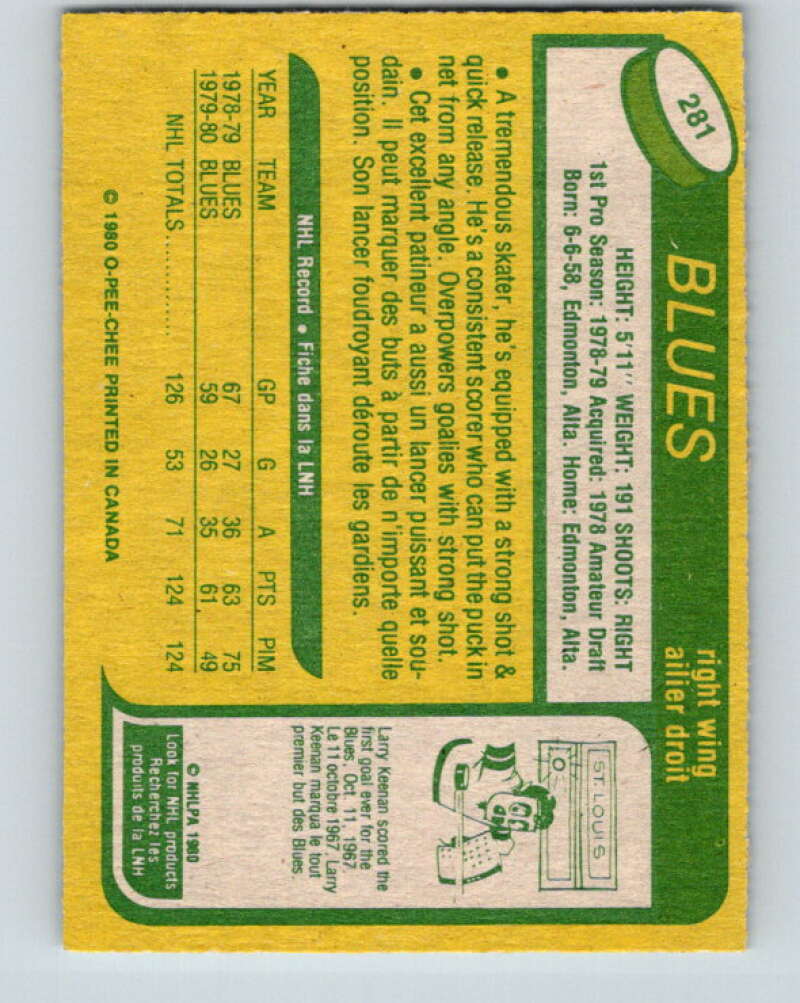 281
BLUES
right wing
ailier droit
HEIGHT: 5'11" WEIGHT: 191 SHOOTS: RIGHT
1st Pro Season: 1978-79 Acquired: 1978 Amateur Draft
Born: 6-6-58, Edmonton, Alta. Home: Edmonton, Alta.
• A tremendous skater, he's equipped with a strong shot &
quick release. He's a consistent scorer who can put the puck in
net from any angle. Overpowers goalies with strong shot.
• Cet excellent patineur a aussi un lancer puissant et sou-
dain. Il peut marquer des buts à partir de n'importe quelle
position. Son lancer foudroyant déroute les gardiens.
NHL Record • Fiche dans la LNH
YEAR TEAM GP G A PTS PIM
1978-79 BLUES 67 27 36 63 75
1979-80 BLUES 59 26 35 61 49
NHL TOTALS............. 126 53 71 124 124
© 1980 O-PEE-CHEE PRINTED IN CANADA
ST. LOUIS
Larry Keenan scored the
first goal ever for the
Blues, Oct. 11, 1967.
Le 11 octobre 1967, Larry
Keenan marqua le tout
premier but des Blues.
© NHLPA 1980
Look for NHL products
Recherchez les
produits de la LNH